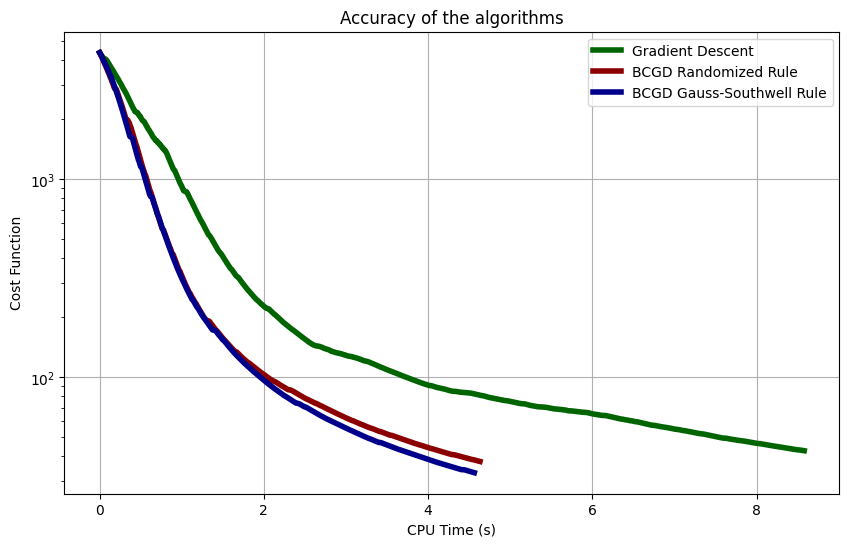 Accuracy of the algorithms
Gradient Descent
BCGD Randomized Rule
BCGD Gauss-Southwell Rule
Cost Function
10³
10²
0 2 4 6 8
CPU Time (s)